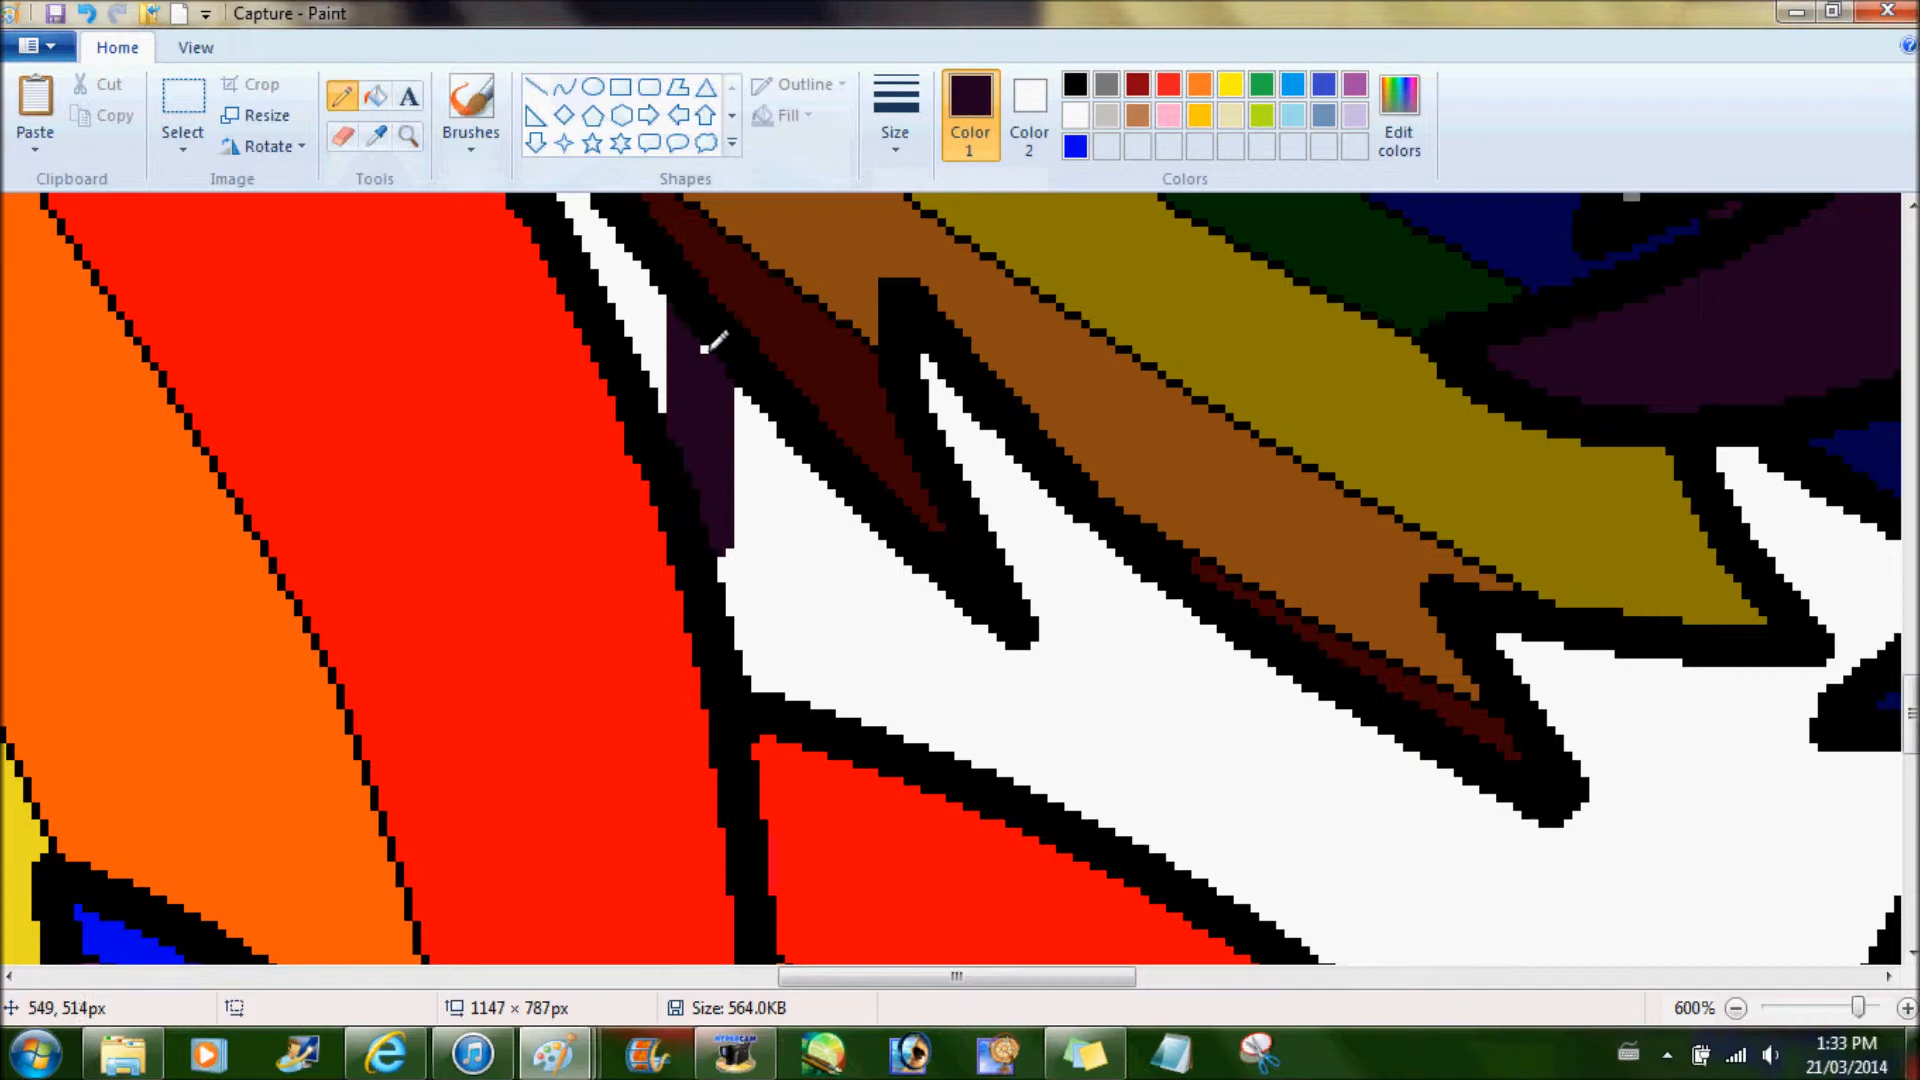 Capture - Paint
Home View
Paste
Cut
Copy
Clipboard
Select
Crop
Resize
Rotate
Image
A
Tools
Brushes
Outline
Fill
Shapes
Size
Color 1
Color 2
Edit colors
Colors
549, 514px
1147 × 787px
Size: 564.0KB
600%
HYPERCAM
1:33 PM
21/03/2014